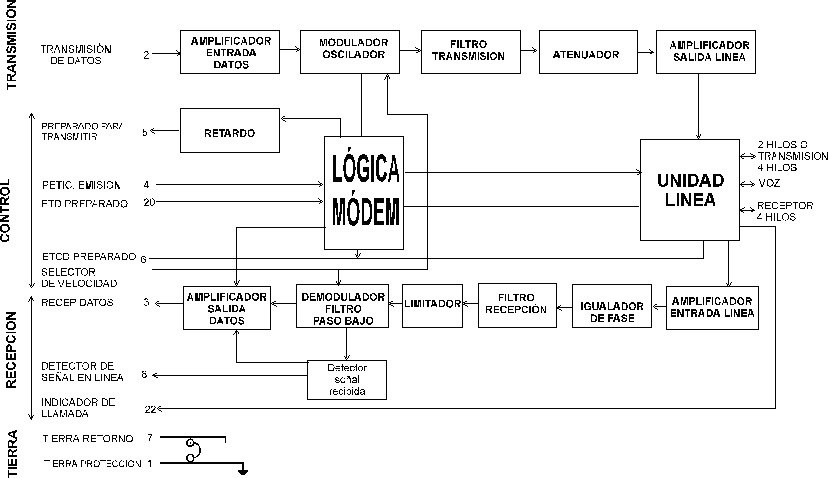 TRANSMISIÓN
TRANSMISIÓN
DE DATOS
2
AMPLIFICADOR
ENTRADA
DATOS
MODULADOR
OSCILADOR
FILTRO
TRANSMISION
ATENUADOR
AMPLIFICADOR
SALIDA LINEA
CONTROL
PREPARADO PARA
TRANSMITIR
5
RETARDO
PETIC. EMISION
4
ETD PREPARADO
20
LÓGICA
MÓDEM
UNIDAD
LINEA
2 HILOS O
TRANSMISION
4 HILOS
VOZ
RECEPTOR
4 HILOS
ETCD PREPARADO
6
SELECTOR
DE VELOCIDAD
RECEPCION
RECEP DATOS
3
AMPLIFICADOR
SALIDA
DATOS
DEMODULADOR
FILTRO
PASO BAJO
LIMITADOR
FILTRO
RECEPCIÓN
IGUALADOR
DE FASE
AMPLIFICADOR
ENTRADA LINEA
DETECTOR DE
SEÑAL EN LINEA
8
Detector
señal
recibida
INDICADOR DE
LLAMADA
22
TIERRA
TIERRA RETORNO
7
TIERRA PROTECCION
1